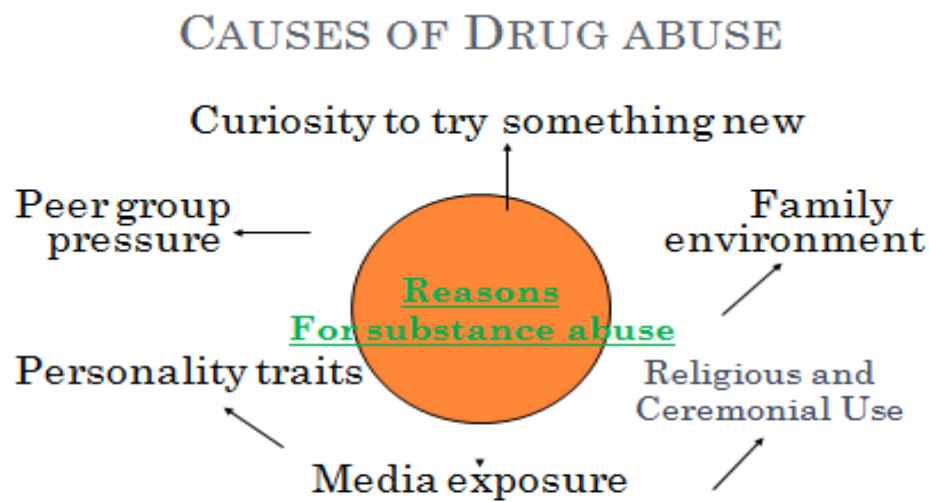 CAUSES OF DRUG ABUSE
Curiosity to try something new
Peer group
pressure
Family
environment
Reasons
For substance abuse
Personality traits
Religious and
Ceremonial Use
Media exposure